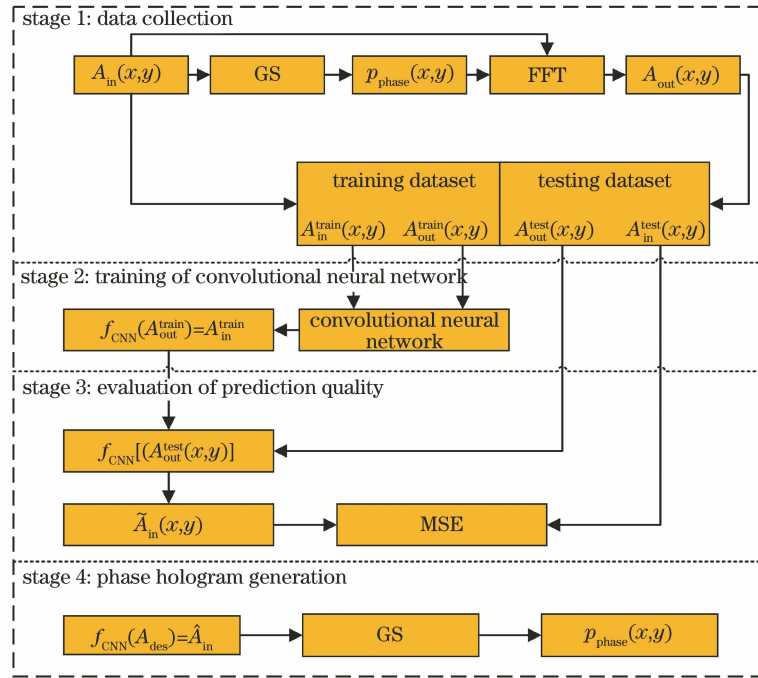 stage 1: data collection
A_in(x,y)
GS
p_phase(x,y)
FFT
A_out(x,y)
training dataset
testing dataset
A_in^train(x,y)
A_out^train(x,y)
A_out^test(x,y)
A_in^test(x,y)
stage 2: training of convolutional neural network
f_CNN(A_out^train)=A_in^train
convolutional neural
network
stage 3: evaluation of prediction quality
f_CNN[(A_out^test(x,y)]
Ã_in(x,y)
MSE
stage 4: phase hologram generation
f_CNN(A_des)=Â_in
GS
p_phase(x,y)